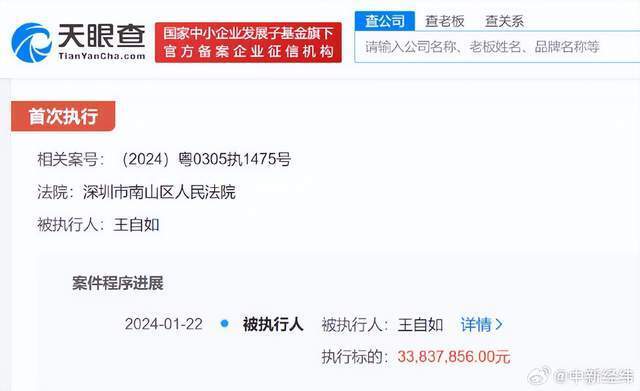 天眼查
TianYanCha.com
国家中小企业发展子基金旗下
官方备案企业征信机构
查公司 查老板 查关系
请输入公司名称、老板姓名、品牌名称等
首次执行
相关案号：（2024）粤0305执1475号
法院：深圳市南山区人民法院
被执行人：王自如
案件程序进展
2024-01-22 被执行人 被执行人：王自如 详情
执行标的：33,837,856.00元
@中新经纬